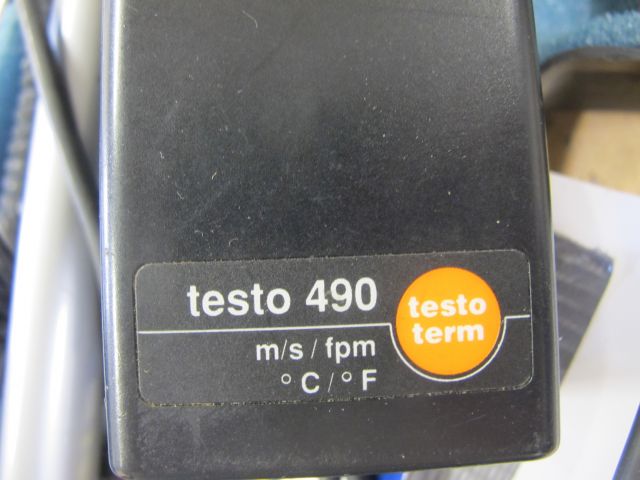 testo 490
m/s / fpm
° C / ° F
testo
term